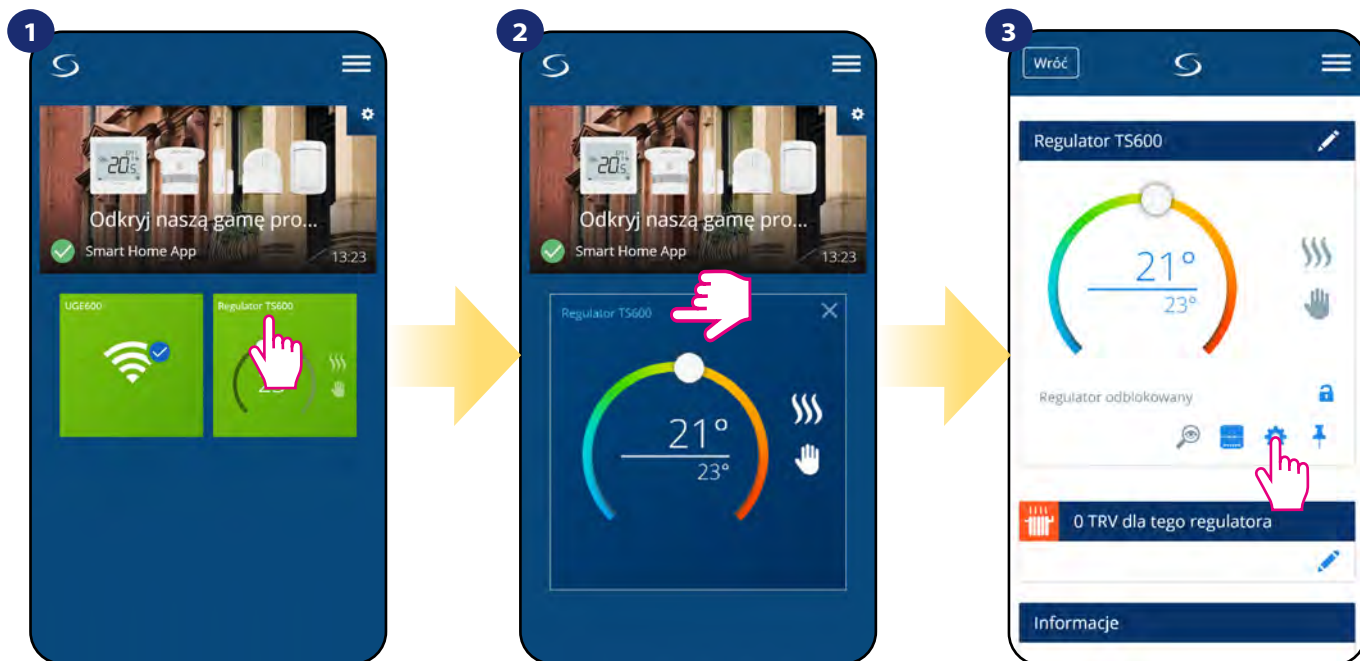 1
Odkryj naszą gamę pro...
Smart Home App
13:23
UGE600
Regulator TS600
2
Odkryj naszą gamę pro...
Smart Home App
13:23
Regulator TS600
21°
23°
3
Wróć
Regulator TS600
21°
23°
Regulator odblokowany
0 TRV dla tego regulatora
Informacje